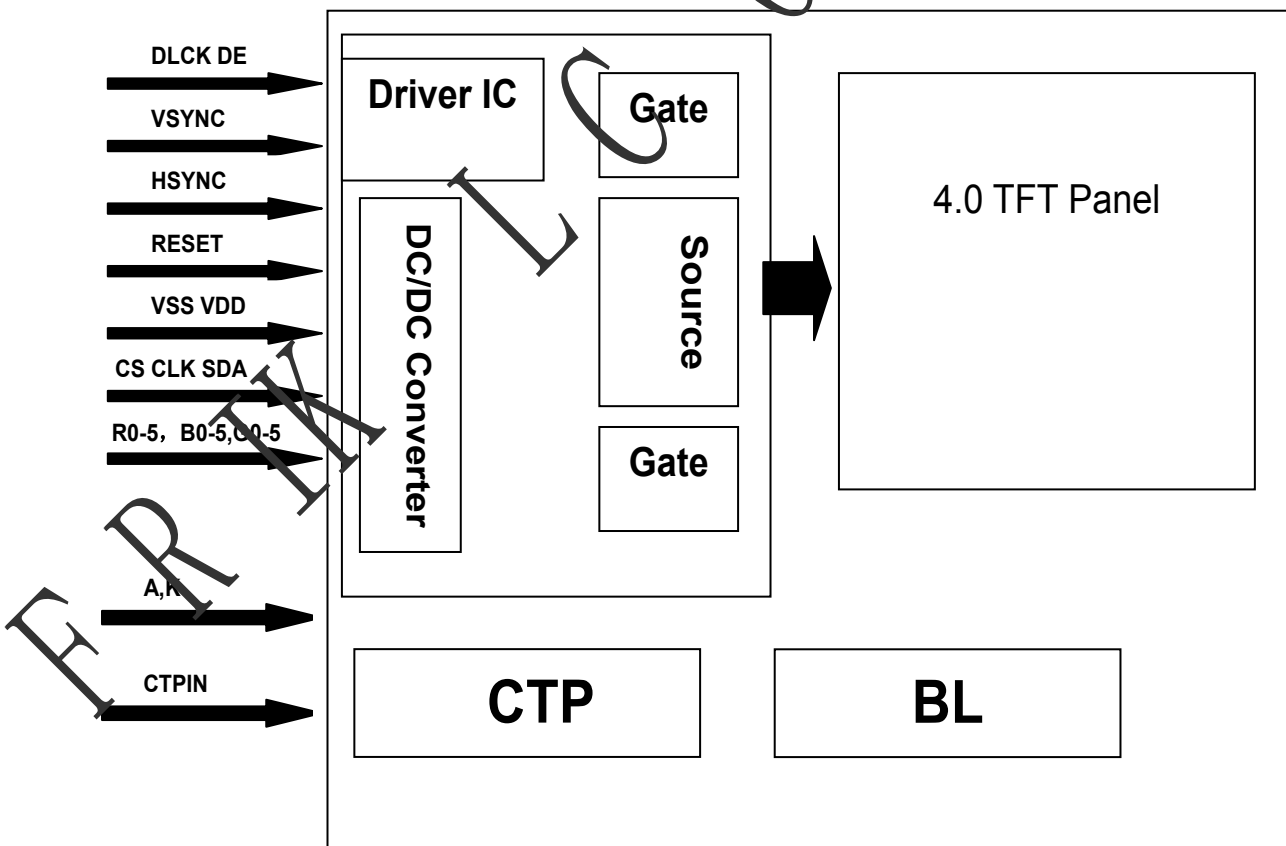 DLCK DE
VSYNC
HSYNC
RESET
VSS VDD
CS CLK SDA
R0-5，B0-5,G0-5
A,K
CTPIN
Driver IC
DC/DC Converter
Gate
Source
Gate
4.0 TFT Panel
CTP
BL